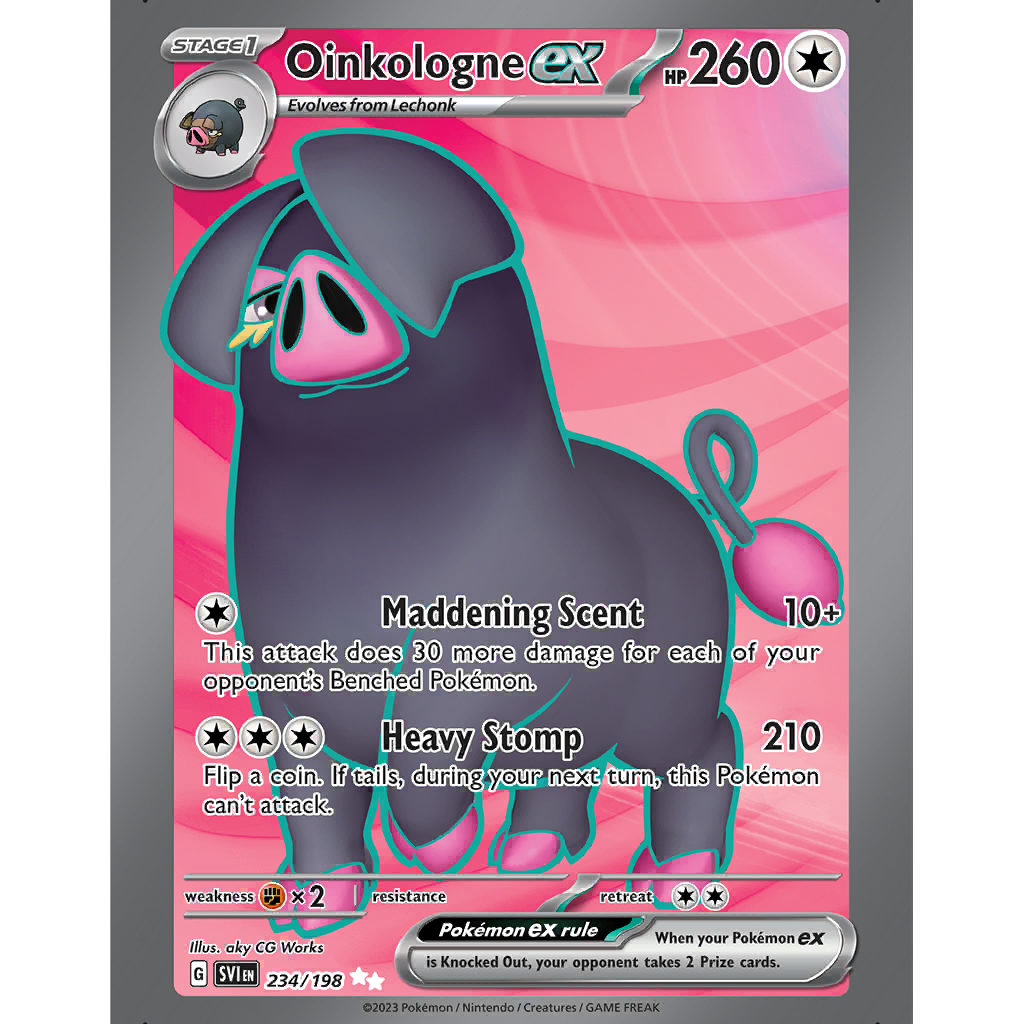 STAGE1 Oinkologne ex HP 260
Evolves from Lechonk
Maddening Scent 10+
This attack does 30 more damage for each of your
opponent's Benched Pokémon.
Heavy Stomp 210
Flip a coin. If tails, during your next turn, this Pokémon
can't attack.
weakness ×2 resistance retreat
Pokémon ex rule When your Pokémon ex
is Knocked Out, your opponent takes 2 Prize cards.
Illus. aky CG Works
G SVI EN 234/198
©2023 Pokémon / Nintendo / Creatures / GAME FREAK